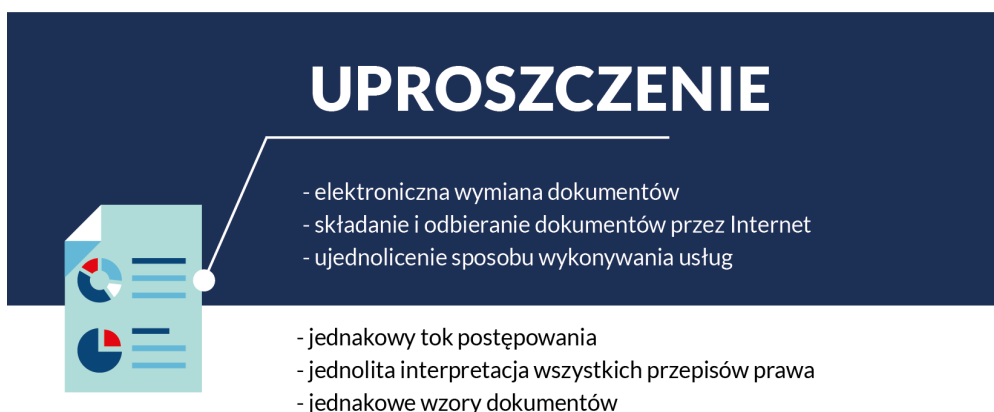 UPROSZCZENIE
- elektroniczna wymiana dokumentów
- składanie i odbieranie dokumentów przez Internet
- ujednolicenie sposobu wykonywania usług
- jednakowy tok postępowania
- jednolita interpretacja wszystkich przepisów prawa
- jednakowe wzory dokumentów